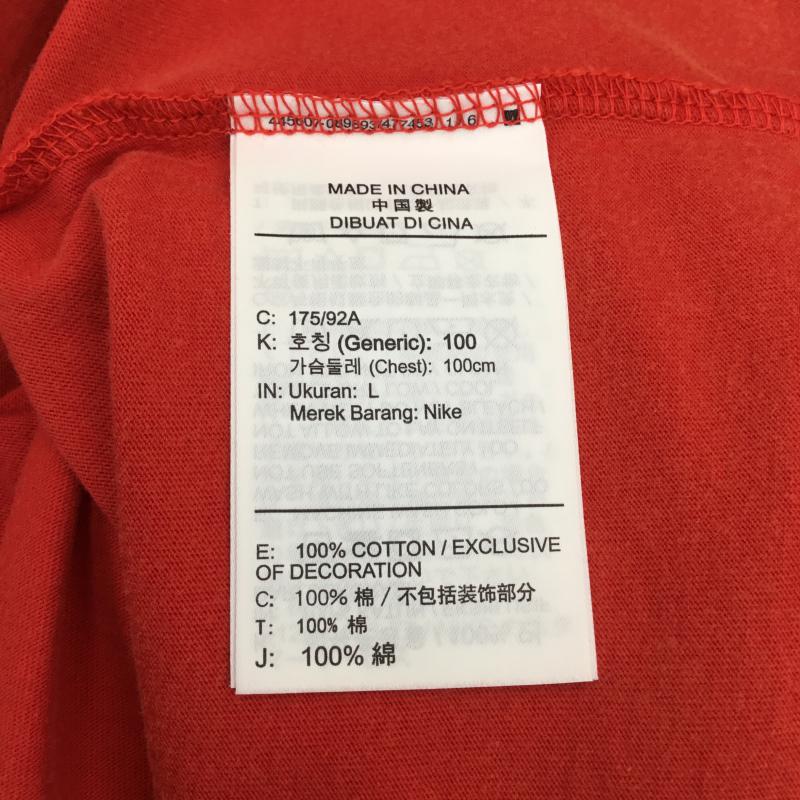 MADE IN CHINA
中国製
DIBUAT DI CINA
C: 175/92A
K: 호칭 (Generic): 100
가슴둘레 (Chest): 100cm
IN: Ukuran: L
Merek Barang: Nike
E: 100% COTTON / EXCLUSIVE
OF DECORATION
C: 100% 棉 / 不包括装饰部分
T: 100% 棉
J: 100% 綿